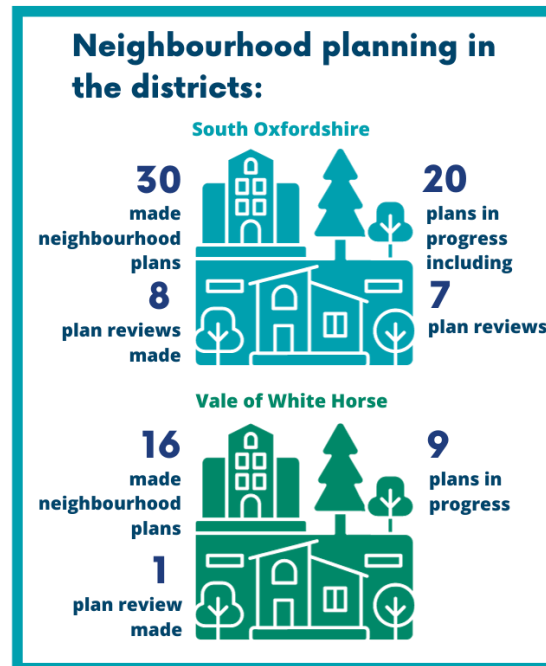 Neighbourhood planning in
the districts:
South Oxfordshire
30
made
neighbourhood
plans
8
plan reviews
made
20
plans in
progress
including
7
plan reviews
Vale of White Horse
16
made
neighbourhood
plans
1
plan review
made
9
plans in
progress